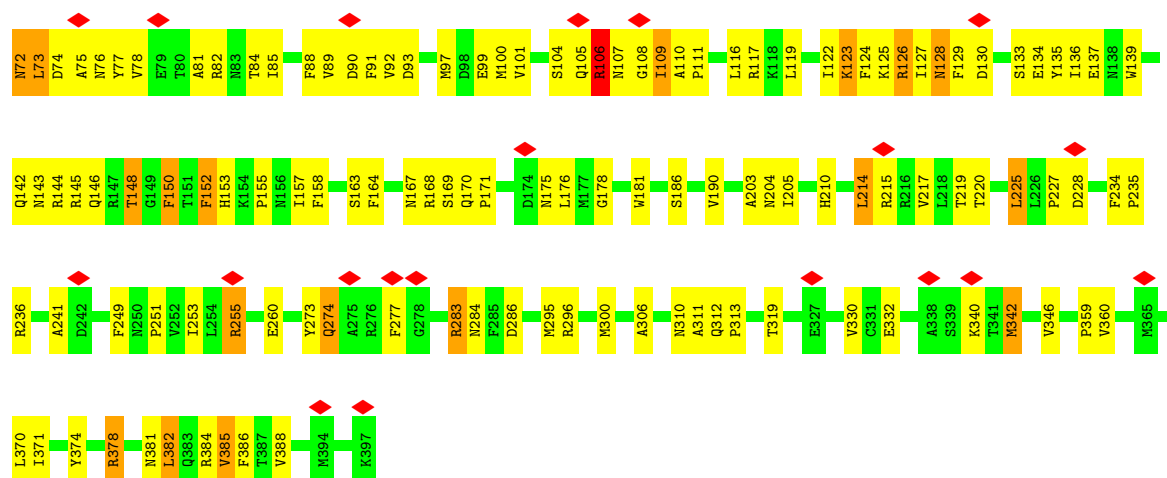 N72 L73 D74 A75 N76 Y77 V78 E79 T80 A81 R82 N83 T84 I85 F88 V89 D90 F91 V92 D93 M97 D98 E99 M100 V101 S104 Q105 R106 N107 G108 I109 A110 P111 L116 R117 K118 L119 I122 K123 F124 K125 R126 I127 N128 F129 D130 S133 E134 Y135 I136 E137 N138 W139
Q142 N143 R144 R145 Q146 R147 T148 G149 F150 T151 F152 H153 K154 P155 N156 I157 F158 S163 F164 N167 R168 S169 Q170 P171 D174 N175 L176 M177 G178 W181 S186 V190 A203 N204 I205 H210 L214 R215 R216 V217 L218 T219 T220 L225 L226 P227 D228 F234 P235
R236 A241 D242 F249 N250 P251 V252 I253 L254 R255 E260 Y273 Q274 A275 R276 F277 G278 R283 N284 F285 D286 M295 R296 M300 A306 N310 A311 Q312 P313 T319 E327 V330 C331 E332 A338 S339 K340 T341 M342 V346 P359 V360 M365
L370 I371 Y374 R378 N381 L382 Q383 R384 V385 F386 T387 V388 M394 K397